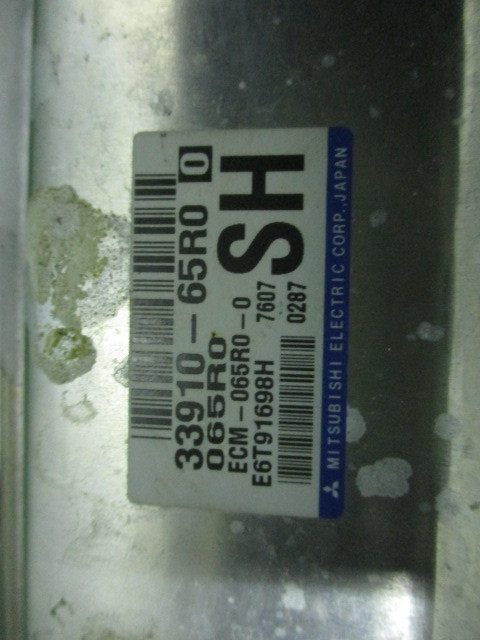 33910-65R0 0
065R0 SH
ECM-065R0-0
E6T91698H 7607
0287
MITSUBISHI ELECTRIC CORP. JAPAN